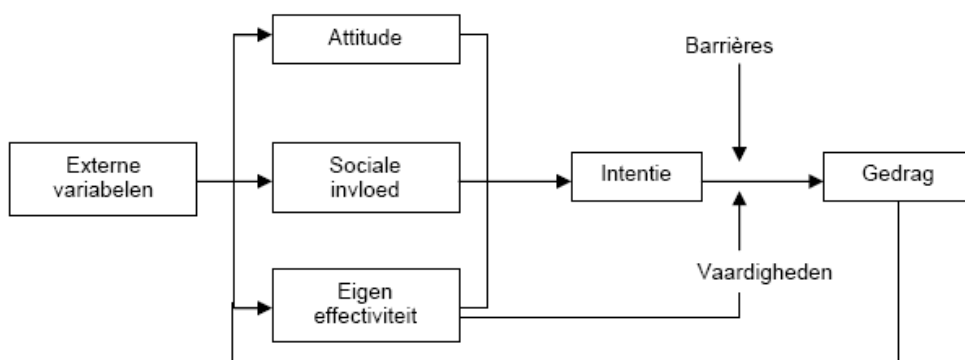 Attitude
Barrières
Externe
variabelen
Sociale
invloed
Intentie
Gedrag
Vaardigheden
Eigen
effectiviteit